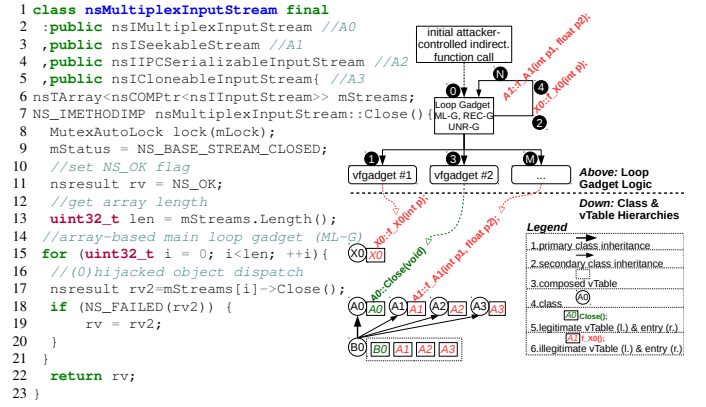 1 class nsMultiplexInputStream final
2 :public nsIMultiplexInputStream //A0
3 ,public nsISeekableStream //A1
4 ,public nsIIPCSerializableInputStream //A2
5 ,public nsICloneableInputStream{ //A3
6 nsTArray<nsCOMPtr<nsIInputStream>> mStreams;
7 NS_IMETHODIMP nsMultiplexInputStream::Close(){
8 MutexAutoLock lock(mLock);
9 mStatus = NS_BASE_STREAM_CLOSED;
10 //set NS_OK flag
11 nsresult rv = NS_OK;
12 //get array length
13 uint32_t len = mStreams.Length();
14 //array-based main loop gadget (ML-G)
15 for (uint32_t i = 0; i<len; ++i){
16 //(0)hijacked object dispatch
17 nsresult rv2=mStreams[i]->Close();
18 if (NS_FAILED(rv2)) {
19 rv = rv2;
20 }
21 }
22 return rv;
23 }
initial attacker-
controlled indirect.
function call
0
N
4
2
A1::f_A1(int p1, float p2);
X0::f_X0(int p);
Loop Gadget
ML-G, REC-G
UNR-G
1
3
M
vfgadget #1
vfgadget #2
...
Above: Loop
Gadget Logic
Down: Class &
vTable Hierarchies
X0::f_X0(int p);
A0::Close(void)
A1::f_A1(int p1, float p2);
X0 X0
A0 A0 A1 A1 A2 A2 A3 A3
B0 B0 A1 A2 A3
Legend
1.primary class inheritance
2.secondary class inheritance
3.composed vTable
4.class A0
A0 Close();
5.legitimate vTable (l.) & entry (r.)
A1 f_X0();
6.illegitimate vTable (l.) & entry (r.)